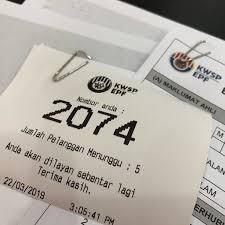 KWSP
EPF
Nombor anda :
2074
Jumlah Pelanggan Menunggu : 5
Anda akan dilayan sebentar lagi
Terima kasih.
22/03/2019 3:05:41 PM
KWSP
EPF
(A) MAKLUMAT AHLI